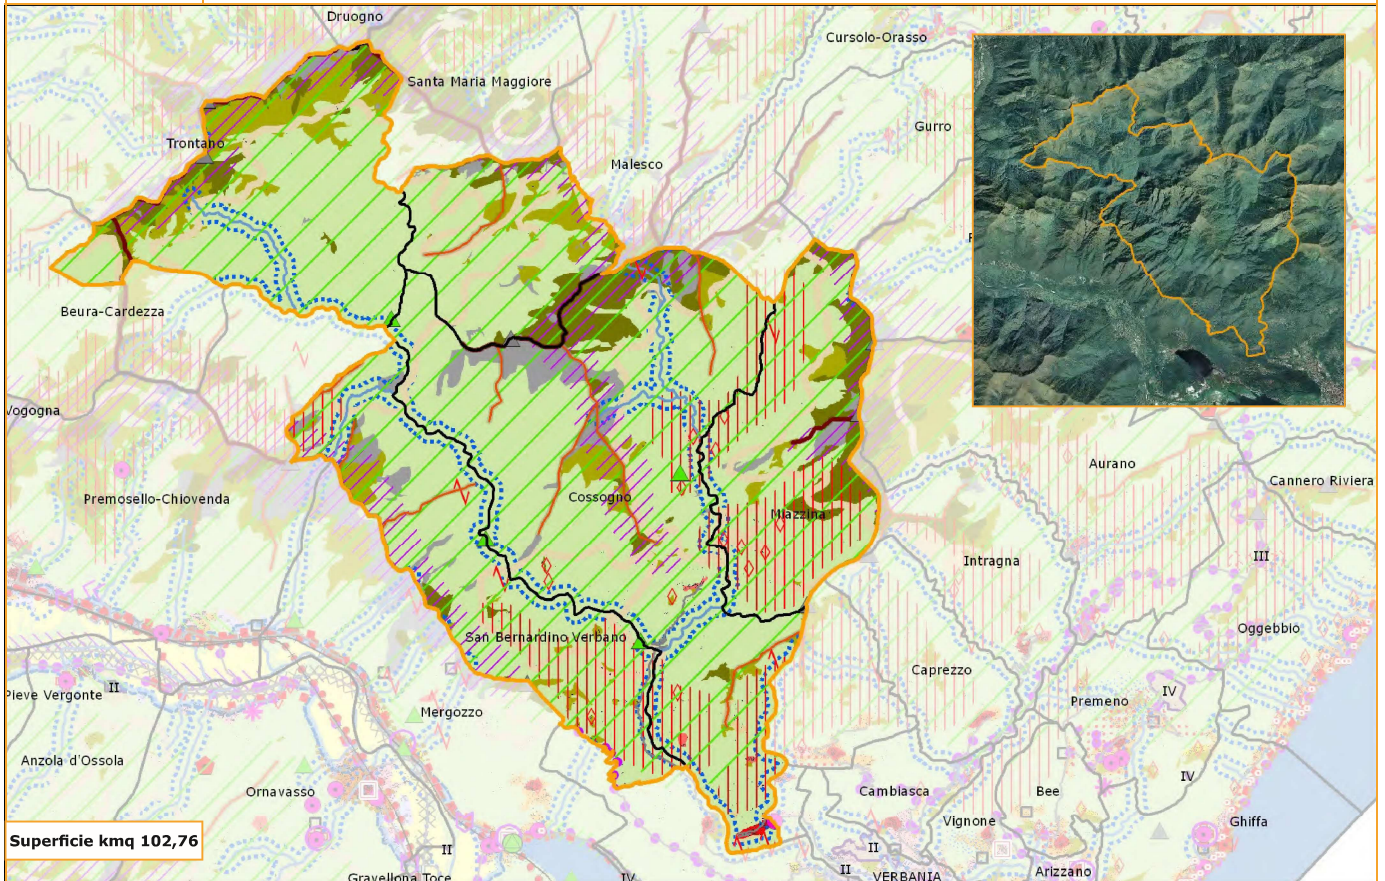 Druogno
Cursolo-Orasso
Santa Maria Maggiore
Gurro
Trontano
Malesco
Beura-Cardezza
Vogogna
Aurano
Cannero Riviera
Premosello-Chiovenda
Cossogno
Miazzina
Intragna
III
San Bernardino Verbano
Oggebbio
Caprezzo
Pieve Vergonte
II
IV
Premeno
Mergozzo
Anzola d'Ossola
IV
Ornavasso
Cambiasca
Bee
Vignone
Ghiffa
Superficie kmq 102,76
II
II
Gravellona Toce
IV
II
VERBANIA
Arizzano